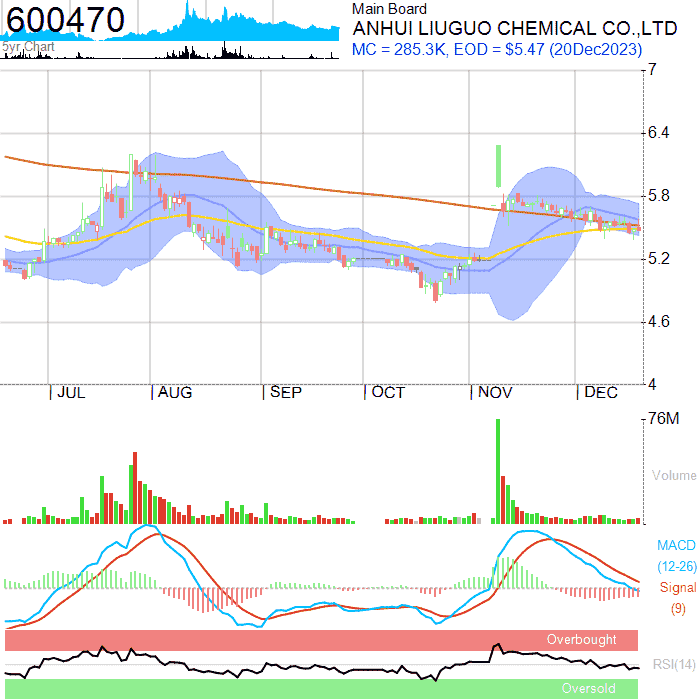 600470
5yr Chart
Main Board
ANHUI LIUGUO CHEMICAL CO.,LTD
MC = 285.3K, EOD = $5.47 (20Dec2023)
7
6.4
5.8
5.2
4.6
4
JUL AUG SEP OCT NOV DEC
76M
Volume
MACD
(12-26)
Signal
(9)
Overbought
RSI(14)
Oversold